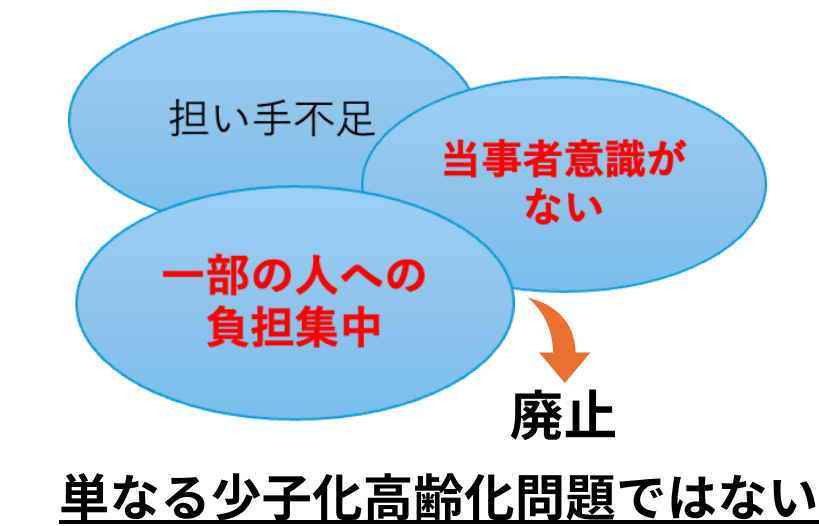 担い手不足
当事者意識が
ない
一部の人への
負担集中
廃止
単なる少子化高齢化問題ではない